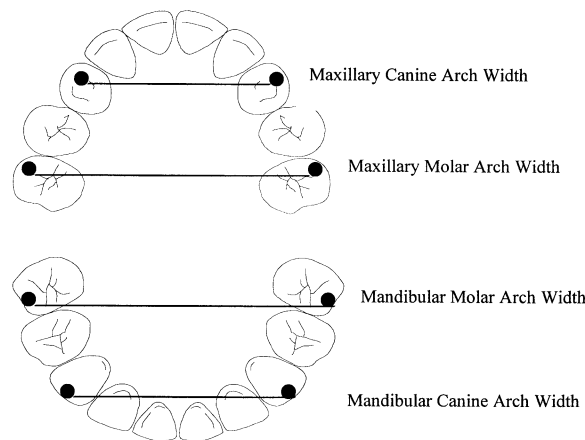 Maxillary Canine Arch Width
Maxillary Molar Arch Width
Mandibular Molar Arch Width
Mandibular Canine Arch Width